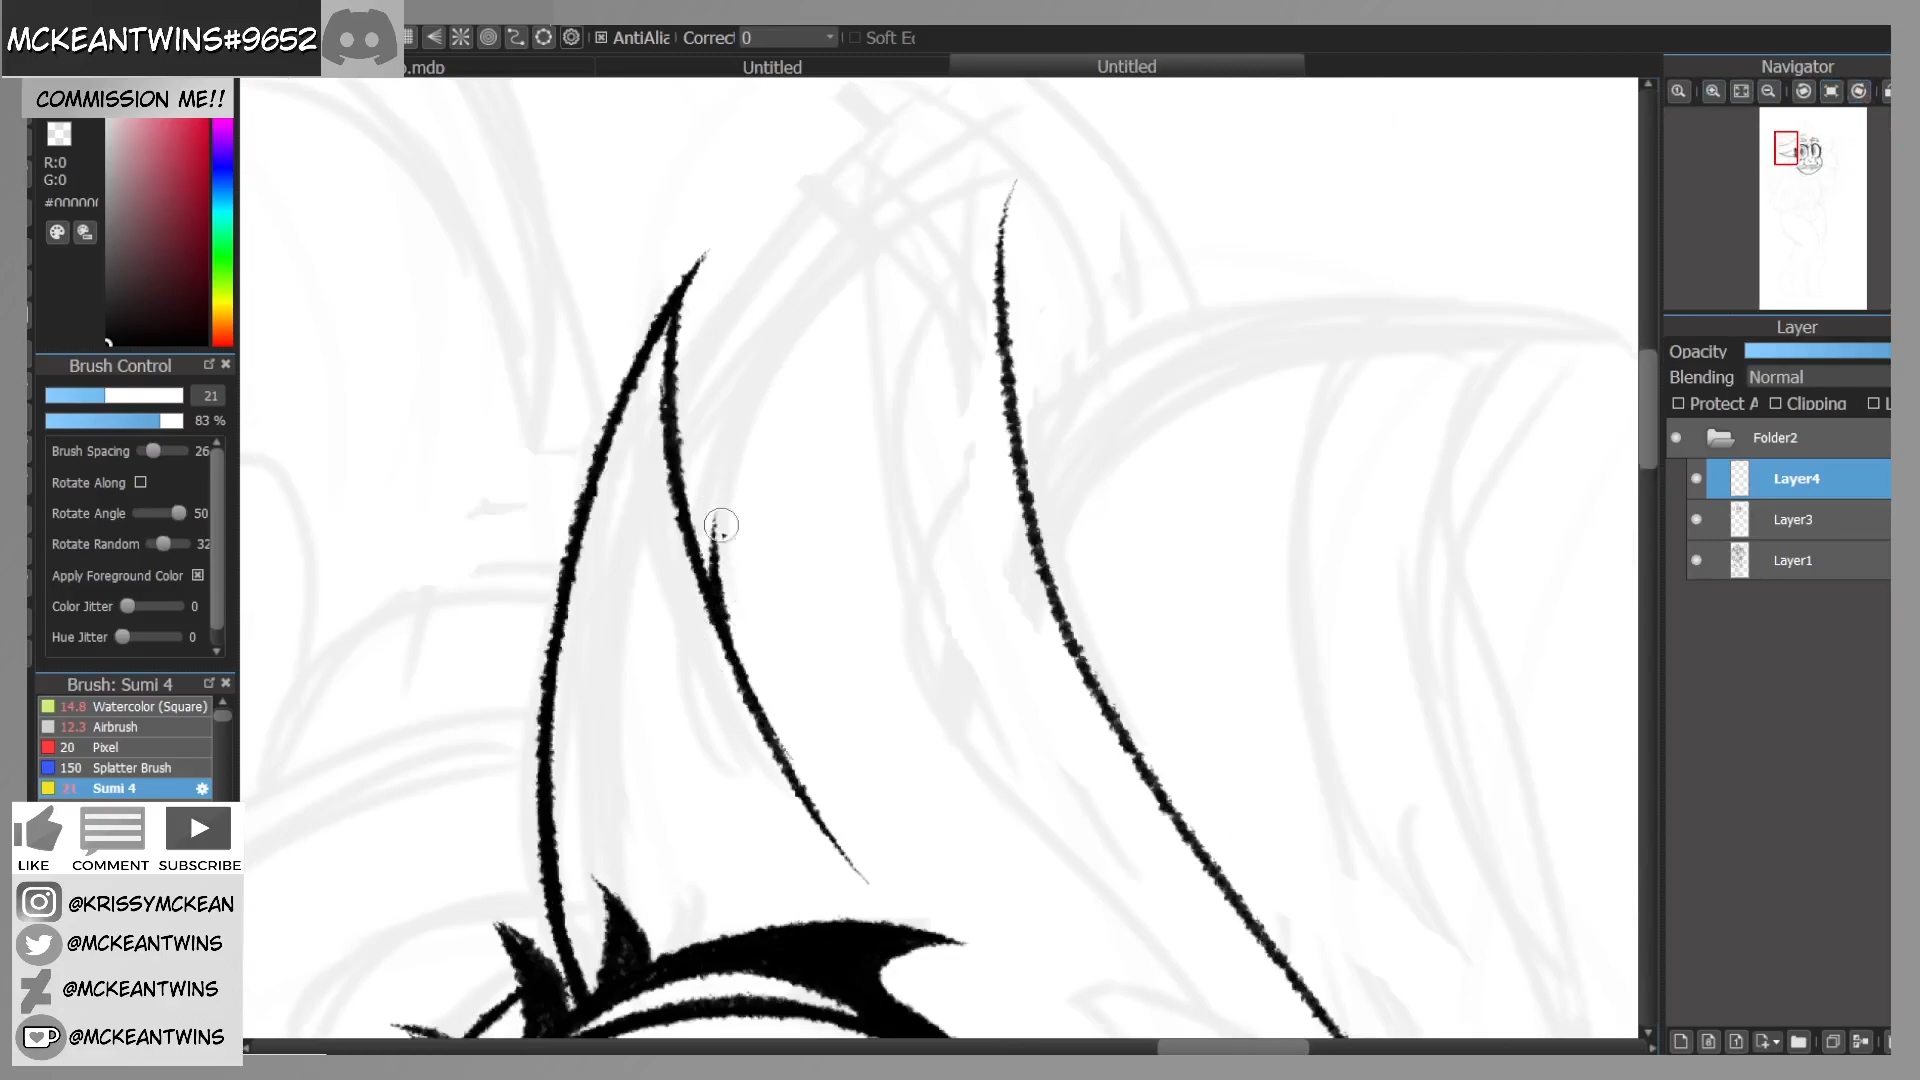 MCKEANTWINS#9652
COMMISSION ME!!
AntiAlia
Correct
0
Soft E
.mdp
Untitled
Untitled
Navigator
R:0
G:0
#000000
Brush Control
21
83 %
Brush Spacing
26
Rotate Along
Rotate Angle
50
Rotate Random
32
Apply Foreground Color
Color Jitter
0
Hue Jitter
0
Brush: Sumi 4
14.8 Watercolor (Square)
12.3 Airbrush
20 Pixel
150 Splatter Brush
21 Sumi 4
LIKE
COMMENT
SUBSCRIBE
@KRISSYMCKEAN
@MCKEANTWINS
@MCKEANTWINS
@MCKEANTWINS
Layer
Opacity
Blending
Normal
Protect A
Clipping
L
Folder2
Layer4
Layer3
Layer1